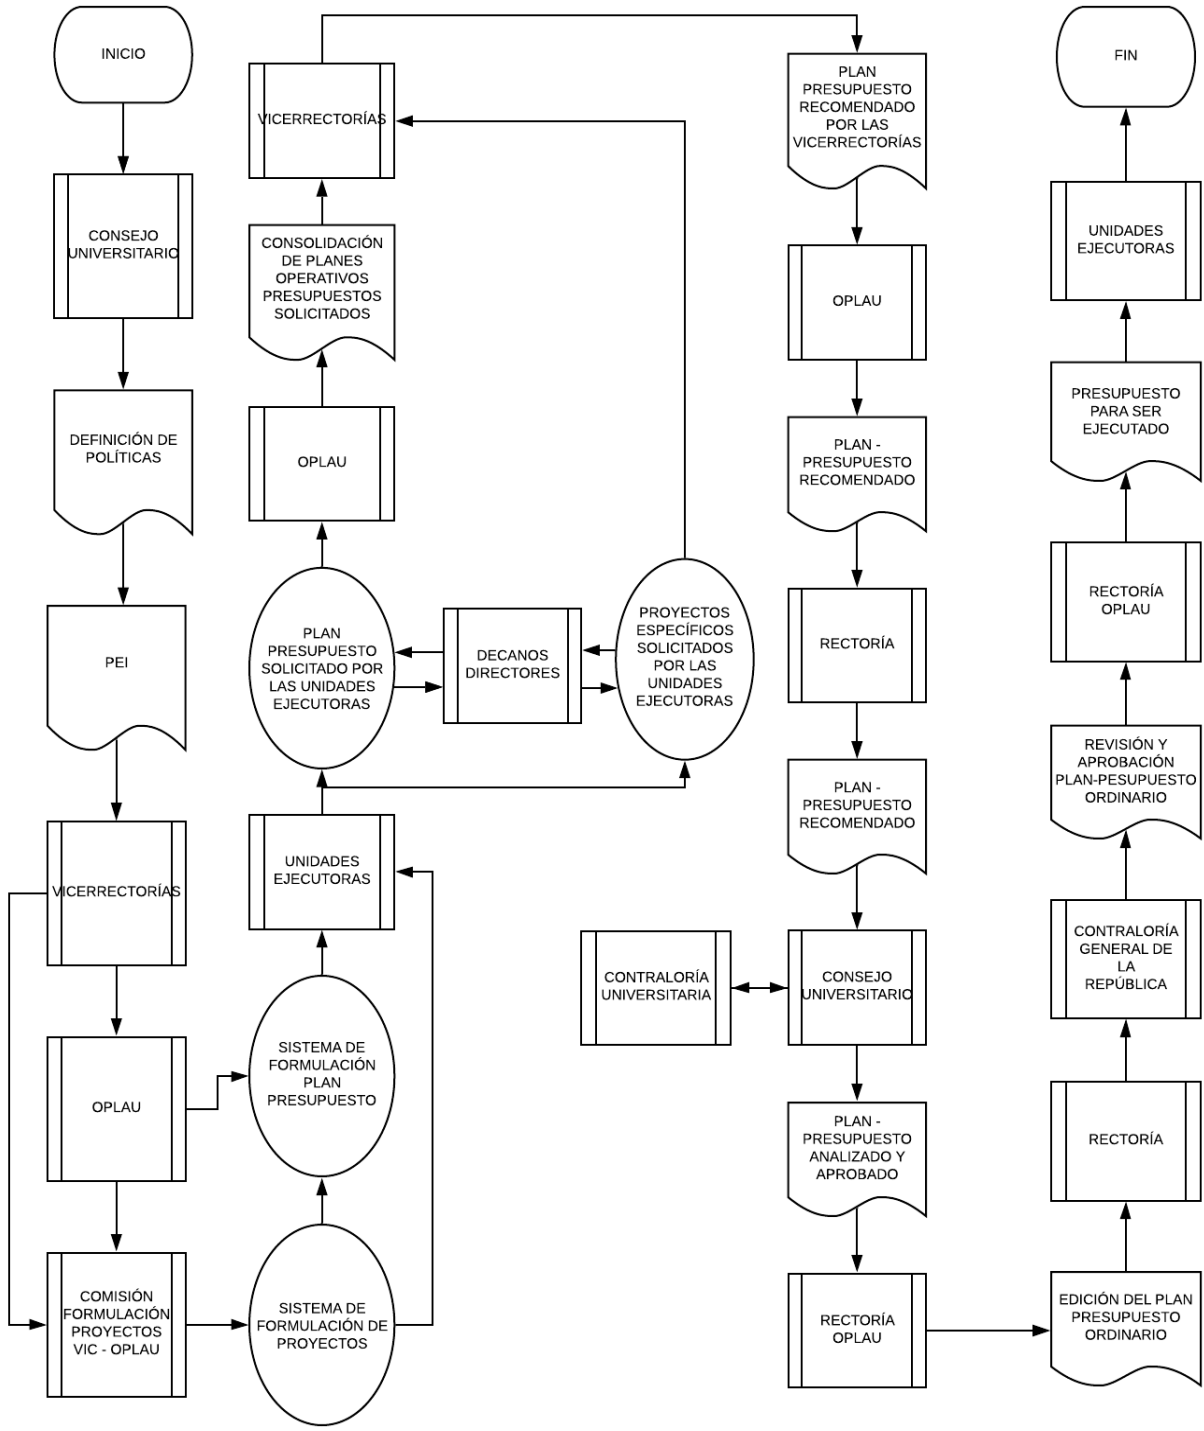 INICIO
CONSEJO
UNIVERSITARIO
DEFINICIÓN DE
POLÍTICAS
PEI
VICERRECTORÍAS
OPLAU
COMISIÓN
FORMULACIÓN
PROYECTOS
VIC - OPLAU
SISTEMA DE
FORMULACIÓN DE
PROYECTOS
SISTEMA DE
FORMULACIÓN
PLAN
PRESUPUESTO
UNIDADES
EJECUTORAS
PLAN
PRESUPUESTO
SOLICITADO POR
LAS UNIDADES
EJECUTORAS
DECANOS
DIRECTORES
PROYECTOS
ESPECÍFICOS
SOLICITADOS
POR LAS
UNIDADES
EJECUTORAS
OPLAU
CONSOLIDACIÓN
DE PLANES
OPERATIVOS
PRESUPUESTOS
SOLICITADOS
VICERRECTORÍAS
PLAN
PRESUPUESTO
RECOMENDADO
POR LAS
VICERRECTORÍAS
OPLAU
PLAN -
PRESUPUESTO
RECOMENDADO
RECTORÍA
PLAN -
PRESUPUESTO
RECOMENDADO
CONSEJO
UNIVERSITARIO
CONTRALORÍA
UNIVERSITARIA
PLAN -
PRESUPUESTO
ANALIZADO Y
APROBADO
RECTORÍA
OPLAU
EDICIÓN DEL PLAN
PRESUPUESTO
ORDINARIO
RECTORÍA
CONTRALORÍA
GENERAL DE
LA
REPÚBLICA
REVISIÓN Y
APROBACIÓN
PLAN-PESUPUESTO
ORDINARIO
RECTORÍA
OPLAU
PRESUPUESTO
PARA SER
EJECUTADO
UNIDADES
EJECUTORAS
FIN